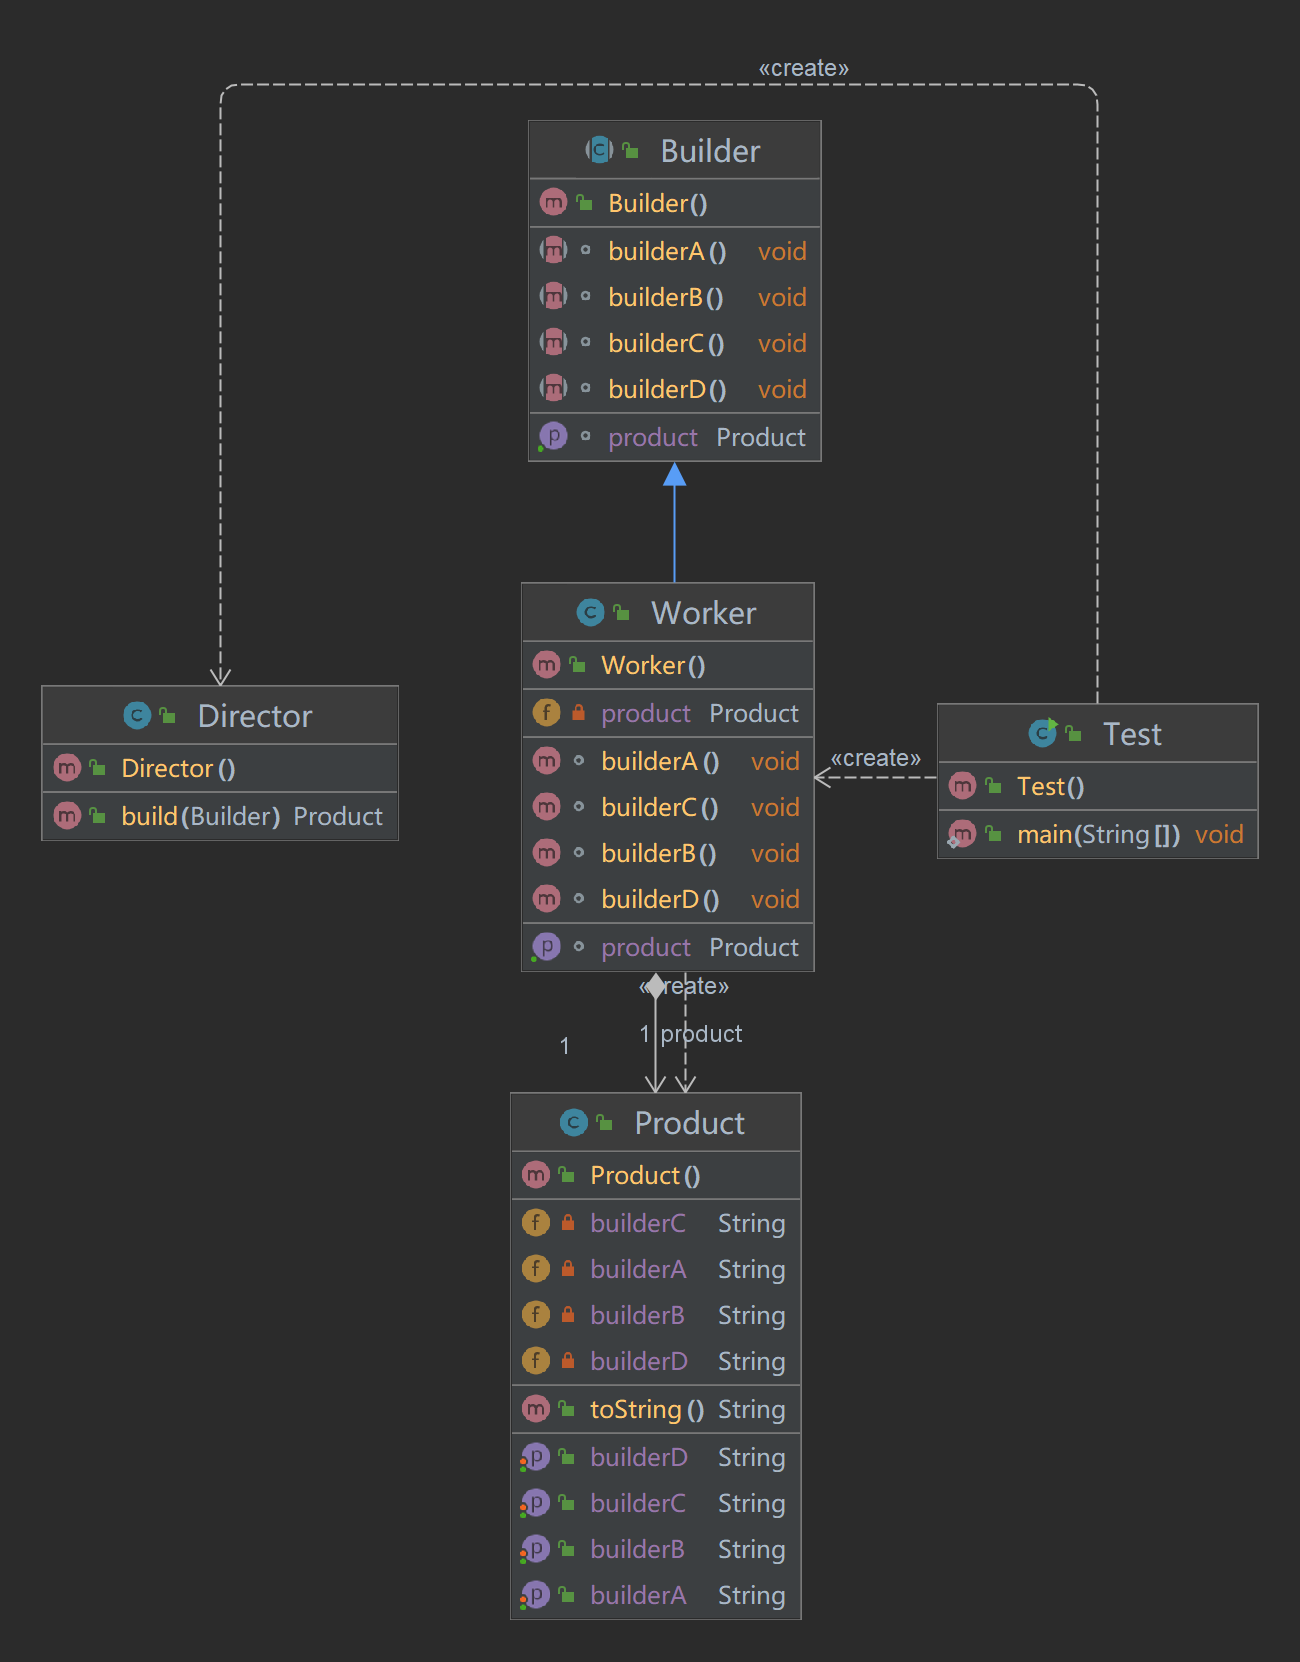 «create»
Builder
Builder()
builderA() void
builderB() void
builderC() void
builderD() void
product Product
Worker
Worker()
product Product
builderA() void
builderC() void
builderB() void
builderD() void
product Product
Director
Director()
build(Builder) Product
«create»
Test
Test()
main(String[]) void
«create»
1
1 product
Product
Product()
builderC String
builderA String
builderB String
builderD String
toString() String
builderD String
builderC String
builderB String
builderA String